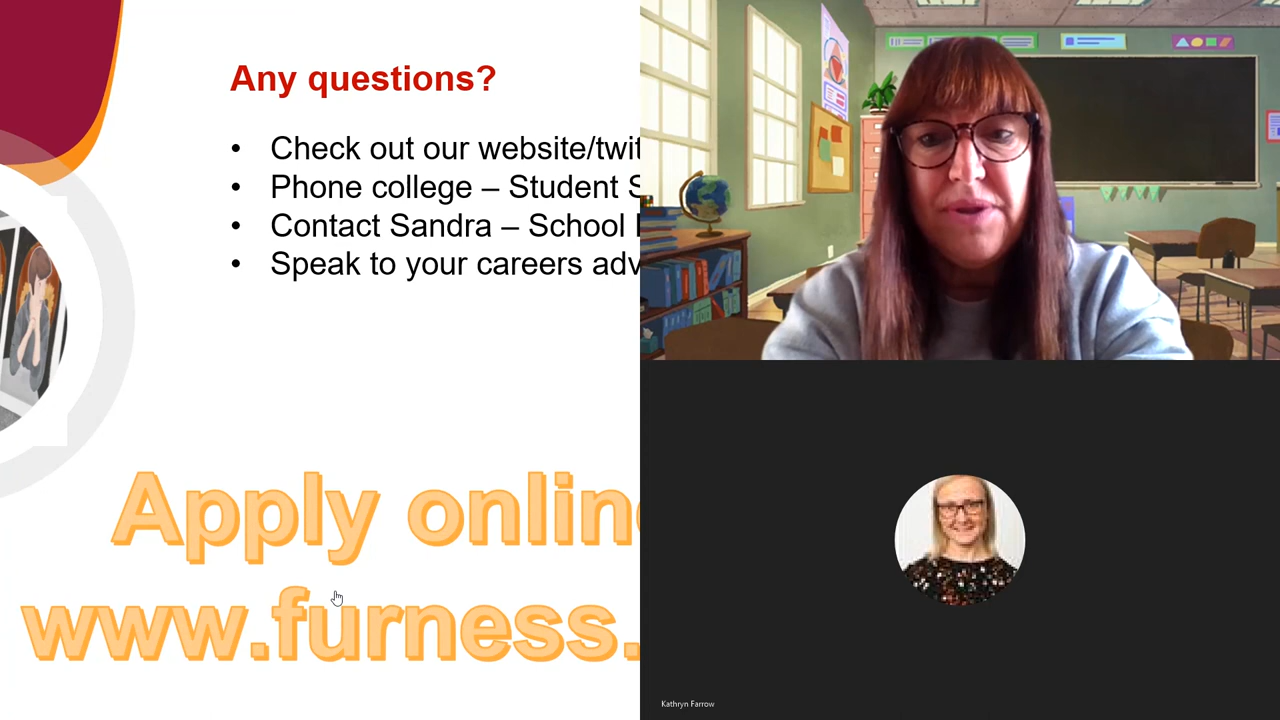 Any questions?
• Check out our website/twit
• Phone college – Student S
• Contact Sandra – School
• Speak to your careers adv
Apply online
www.furness.
Kathryn Farrow